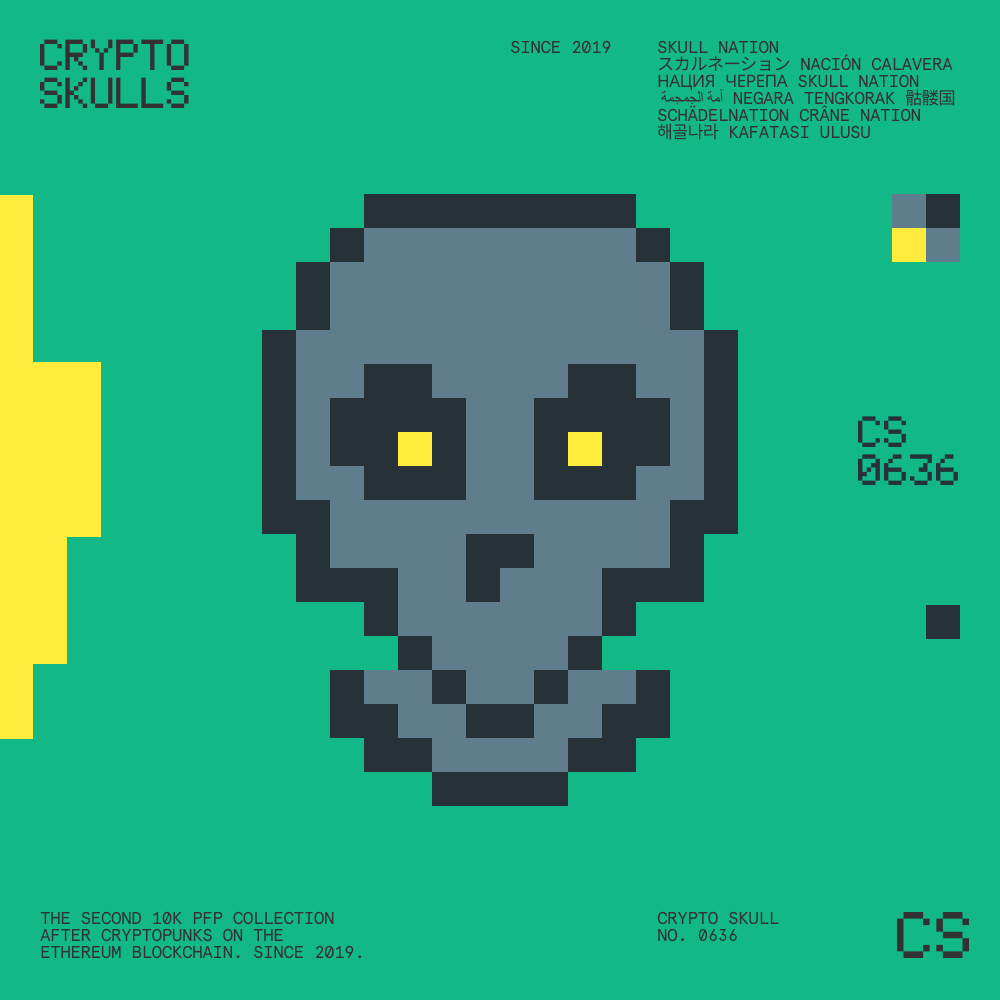 CRYPTO
SKULLS
SINCE 2019
SKULL NATION
スカルネーション NACIÓN CALAVERA
НАЦИЯ ЧЕРЕПА SKULL NATION
أمة الجمجمة NEGARA TENGKORAK 骷髅国
SCHÄDELNATION CRÂNE NATION
해골나라 KAFATASI ULUSU
CS
0636
THE SECOND 10K PFP COLLECTION
AFTER CRYPTOPUNKS ON THE
ETHEREUM BLOCKCHAIN. SINCE 2019.
CRYPTO SKULL
NO. 0636
CS